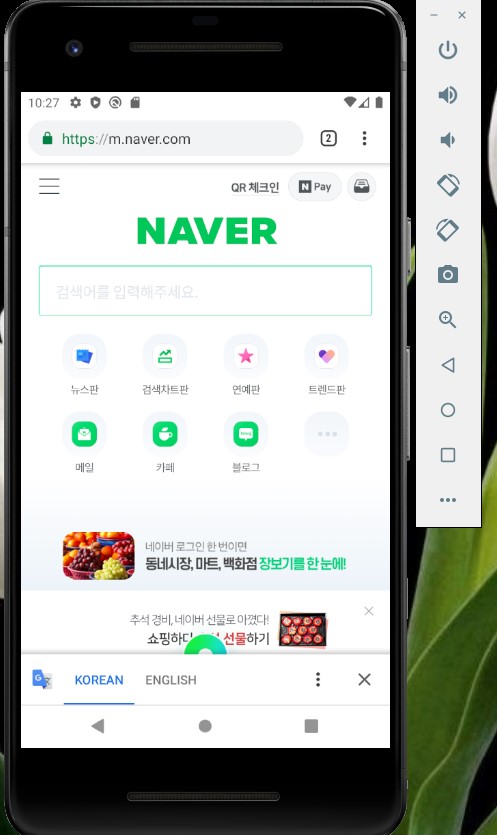 10:27
https://m.naver.com
2
QR 체크인
N Pay
NAVER
검색어를 입력해주세요.
뉴스판 검색차트판 연예판 트렌드판
메일 카페 블로그
네이버 로그인 한 번이면
동네시장, 마트, 백화점 장보기를 한 눈에!
추석 경비, 네이버 선물로 아꼈다!
쇼핑하다 선물하기
KOREAN ENGLISH